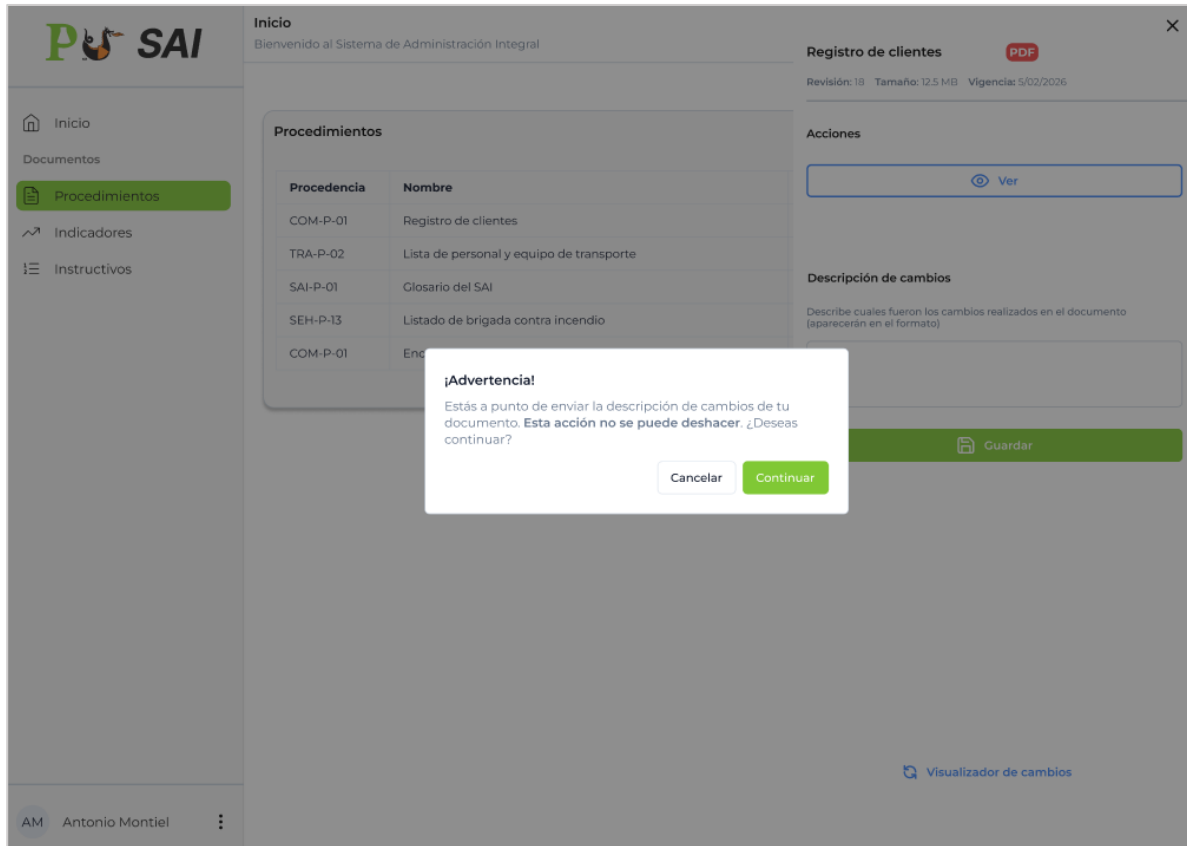 P SAI
Inicio
Bienvenido al Sistema de Administración Integral
Inicio
Documentos
Procedimientos
Indicadores
Instructivos
AM Antonio Montiel
Procedimientos
Procedencia Nombre
COM-P-01 Registro de clientes
TRA-P-02 Lista de personal y equipo de transporte
SAI-P-01 Glosario del SAI
SEH-P-13 Listado de brigada contra incendio
COM-P-01 Enc
¡Advertencia!
Estás a punto de enviar la descripción de cambios de tu
documento. Esta acción no se puede deshacer. ¿Deseas
continuar?
Cancelar Continuar
Registro de clientes PDF
Revisión: 18 Tamaño: 12.5 MB Vigencia: 5/02/2026
Acciones
Ver
Descripción de cambios
Describe cuales fueron los cambios realizados en el documento
(aparecerán en el formato)
Guardar
Visualizador de cambios